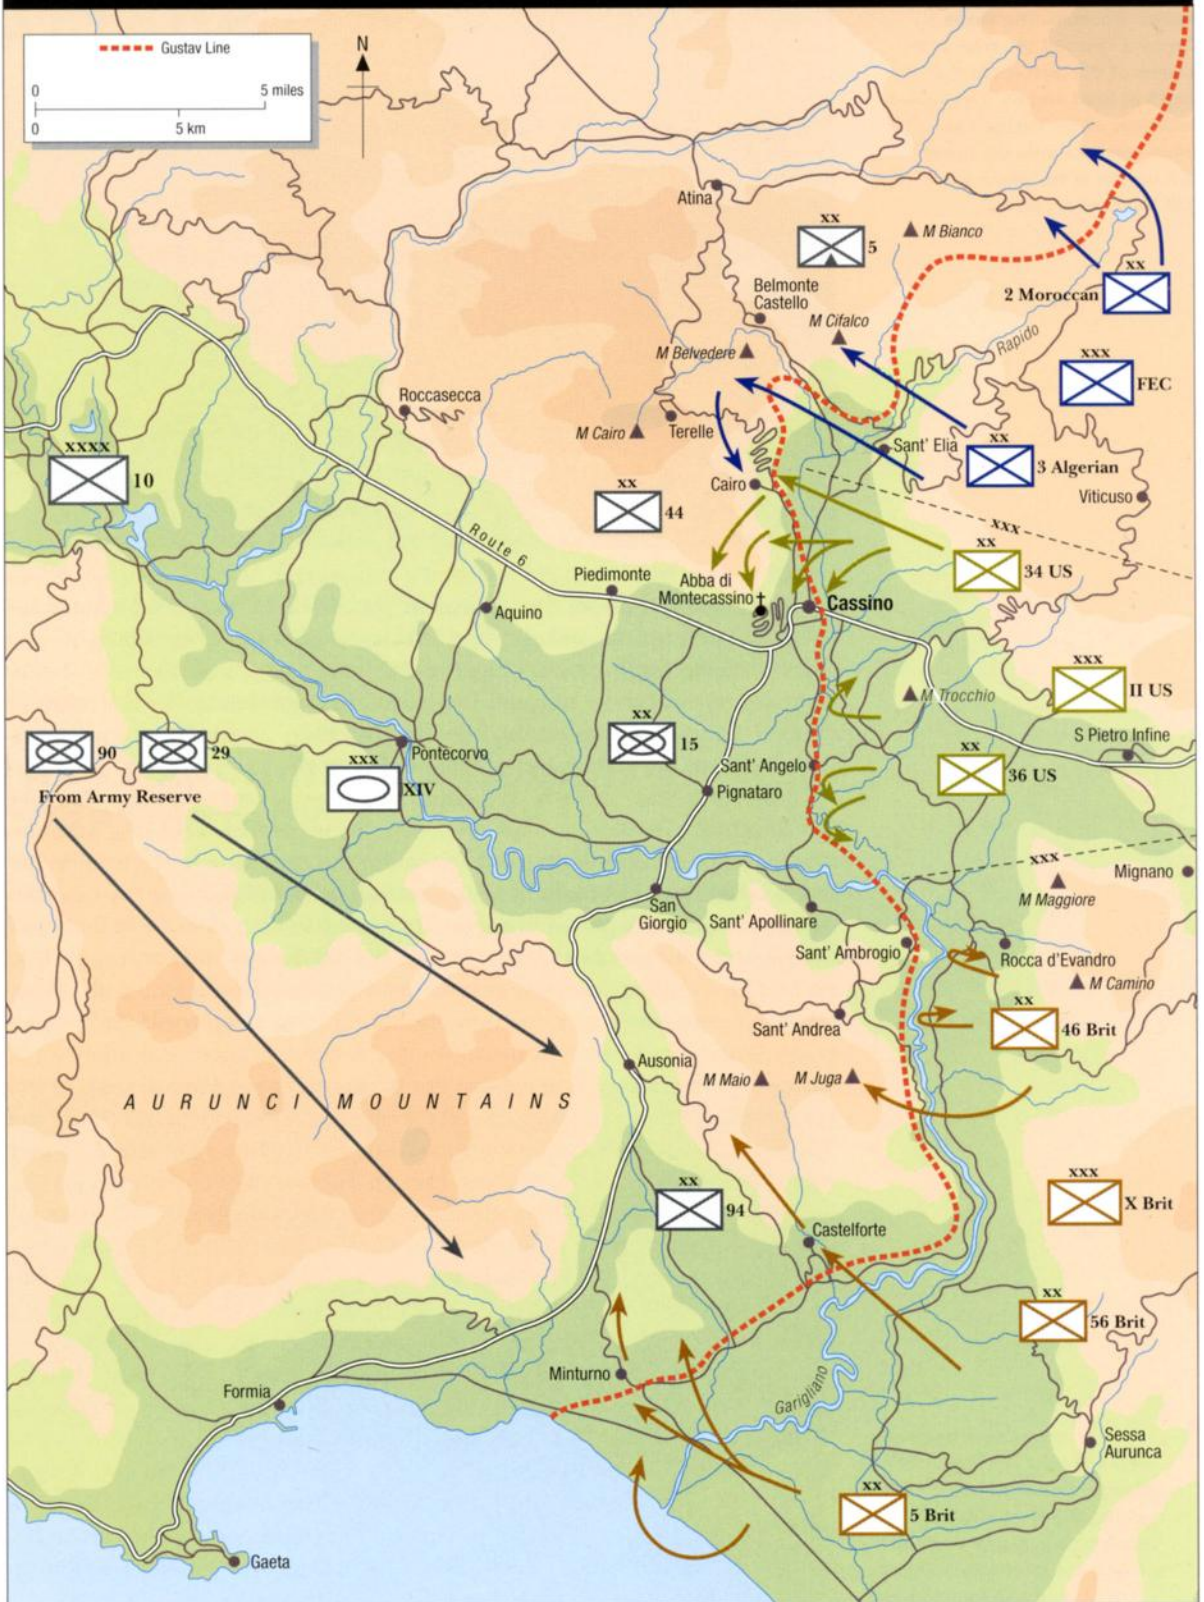 Gustav Line
0 5 miles
0 5 km
N
Atina
xx
5
M Bianco
Belmonte
Castello
M Cifalco
M Belvedere
xx
2 Moroccan
Rapido
xxx
FEC
Roccasecca
Terelle
M Cairo
Sant' Elia
xx
3 Algerian
xxxx
10
xx
44
Cairo
Viticuso
xxx
Route 6
xx
34 US
Piedimonte
Abba di
Montecassino
Cassino
Aquino
xxx
II US
M Trocchio
90
29
xx
15
S Pietro Infine
Pontecorvo
xxx
XIV
Sant' Angelo
xx
36 US
Pignataro
From Army Reserve
xxx
Mignano
M Maggiore
San
Giorgio
Sant' Apollinare
Sant' Ambrogio
Rocca d'Evandro
M Camino
xx
46 Brit
Sant' Andrea
Ausonia
M Maio
M Juga
AURUNCI MOUNTAINS
xx
94
xxx
X Brit
Castelforte
xx
56 Brit
Minturno
Formia
Garigliano
Sessa
Aurunca
xx
5 Brit
Gaeta